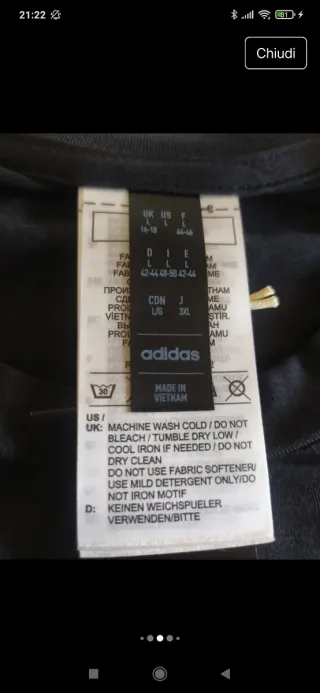 21:22
81
Chiudi
UK US F
L L L
16-18 44-46
D I E
L L L
42-44 48-50 42-44
CDN J
L/G 3XL
adidas
MADE IN
VIETNAM
30
US /
UK: MACHINE WASH COLD / DO NOT
BLEACH / TUMBLE DRY LOW /
COOL IRON IF NEEDED / DO NOT
DRY CLEAN
DO NOT USE FABRIC SOFTENER/
USE MILD DETERGENT ONLY/DO
NOT IRON MOTIF
D: KEINEN WEICHSPUELER
VERWENDEN/BITTE